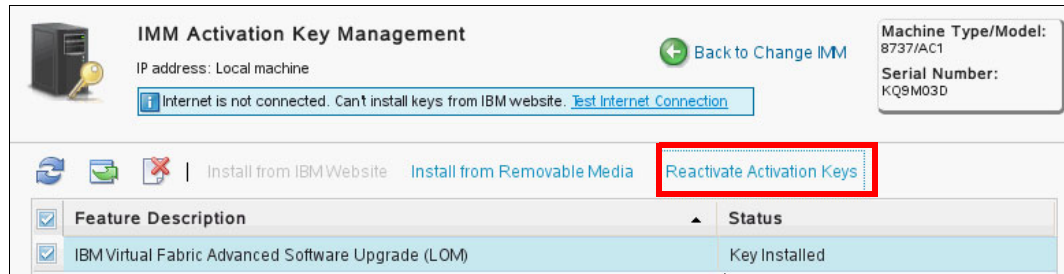 IMM Activation Key Management
IP address: Local machine
Internet is not connected. Can't install keys from IBM website. Test Internet Connection
Back to Change IMM
Machine Type/Model:
8737/AC1
Serial Number:
KQ9M03D
Install from IBM Website Install from Removable Media Reactivate Activation Keys
Feature Description Status
IBM Virtual Fabric Advanced Software Upgrade (LOM) Key Installed